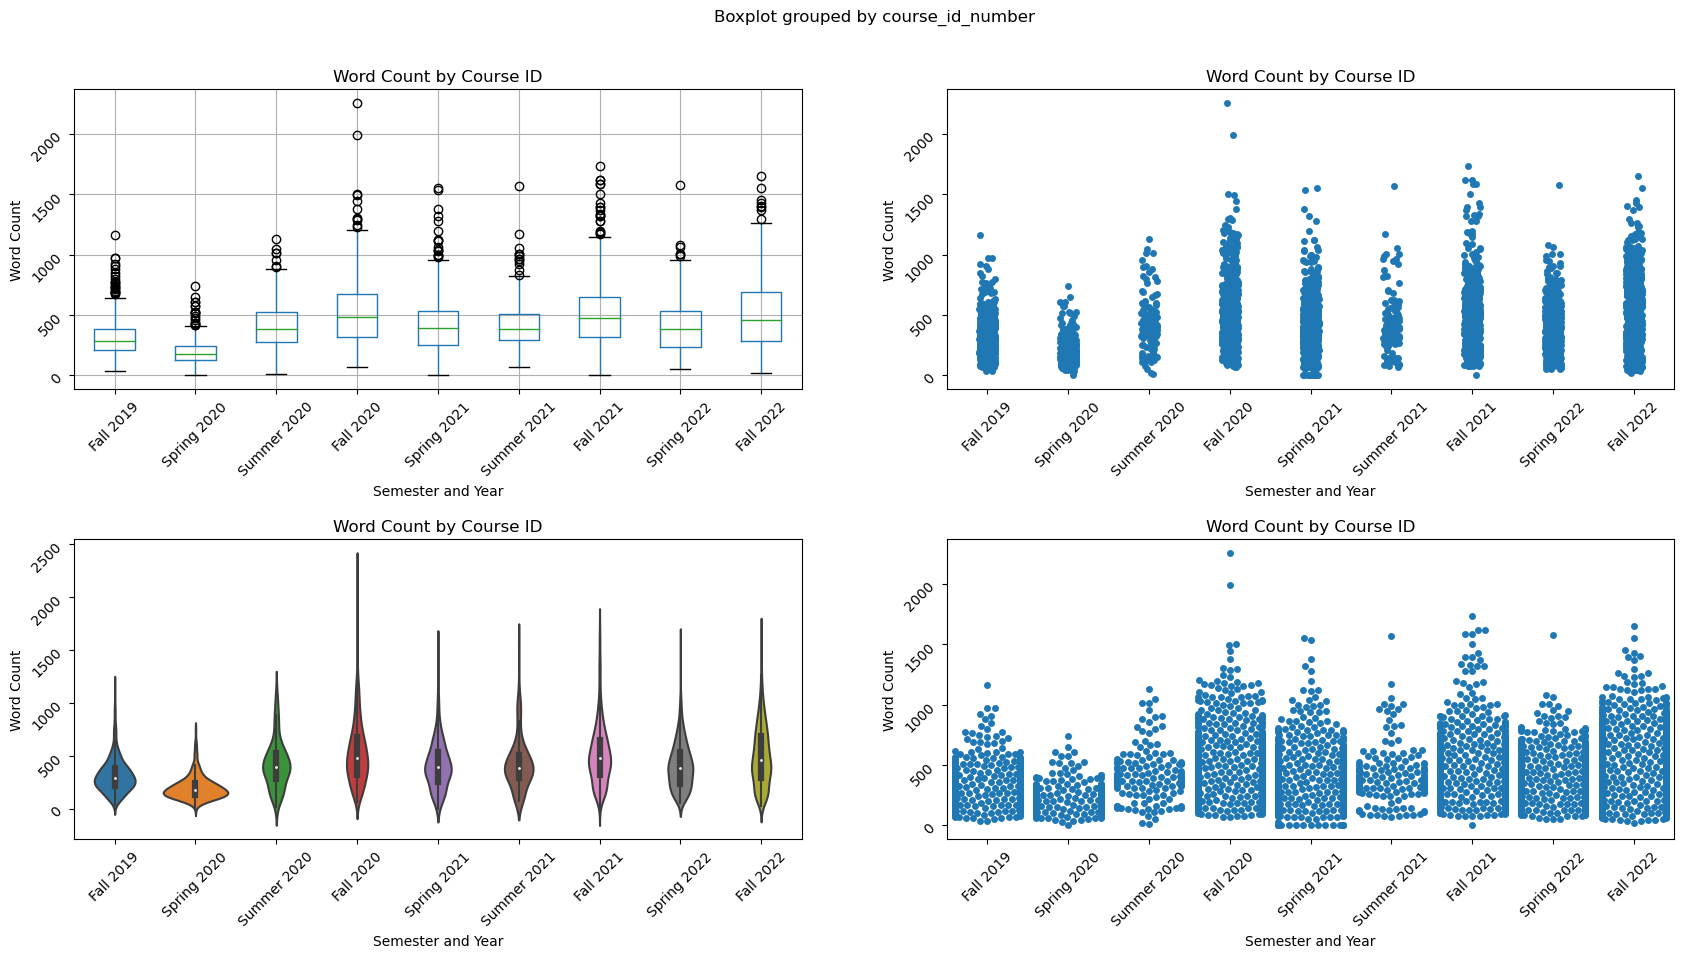 Boxplot grouped by course_id_number
Word Count by Course ID
Word Count
2000
1500
1000
500
0
Fall 2019
Spring 2020
Summer 2020
Fall 2020
Spring 2021
Summer 2021
Fall 2021
Spring 2022
Fall 2022
Semester and Year
Word Count by Course ID
Word Count
2000
1500
1000
500
0
Fall 2019
Spring 2020
Summer 2020
Fall 2020
Spring 2021
Summer 2021
Fall 2021
Spring 2022
Fall 2022
Semester and Year
Word Count by Course ID
Word Count
2500
2000
1500
1000
500
0
Fall 2019
Spring 2020
Summer 2020
Fall 2020
Spring 2021
Summer 2021
Fall 2021
Spring 2022
Fall 2022
Semester and Year
Word Count by Course ID
Word Count
2000
1500
1000
500
0
Fall 2019
Spring 2020
Summer 2020
Fall 2020
Spring 2021
Summer 2021
Fall 2021
Spring 2022
Fall 2022
Semester and Year